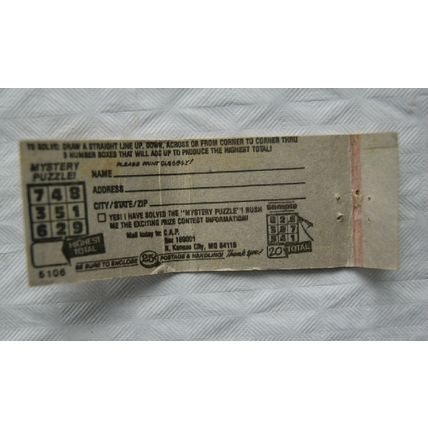 TO SOLVE: DRAW A STRAIGHT LINE UP, DOWN, ACROSS OR FROM CORNER TO CORNER THRU
3 NUMBER BOXES THAT WILL ADD UP TO PRODUCE THE HIGHEST TOTAL!
MYSTERY
PUZZLE!
7 4 8
3 5 1
6 2 9
HIGHEST
TOTAL
5106
PLEASE PRINT CLEARLY!
NAME
ADDRESS
CITY/STATE/ZIP
YES! I HAVE SOLVED THE "MYSTERY PUZZLE"! RUSH
ME THE EXCITING PRIZE CONTEST INFORMATION!
Mail today to: C.A.P.
Box
N. Kansas City, MO 64116
BE SURE TO ENCLOSE 25¢ POSTAGE & HANDLING! Thank you!
Sample
20 TOTAL